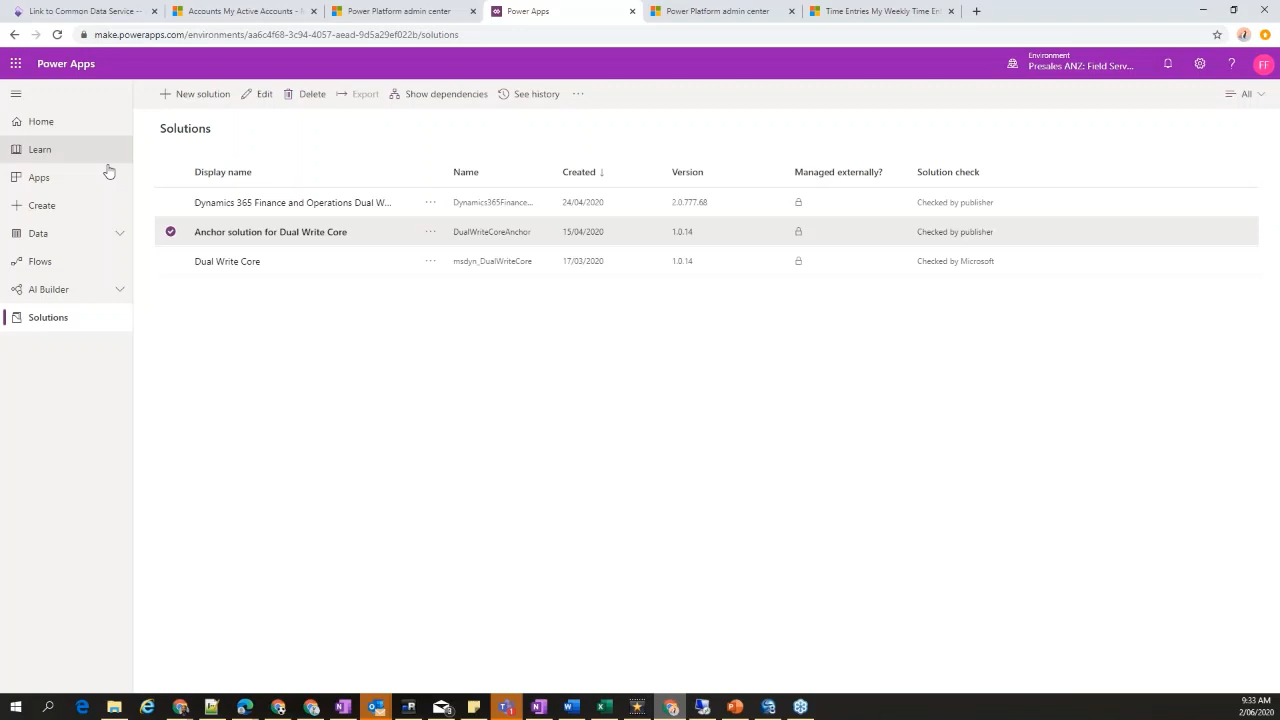 Link to Common Data Service --
Accounts My Active Accounts -
Power Platform admin center
Power Apps
Power Platform admin center
Time Entries My Weekly Time En
make.powerapps.com/environments/aa6c4f68-3c94-4057-aead-9d5a29ef022b/solutions
Power Apps
Environment
Presales ANZ: Field Serv...
?
FF
New solution
Edit
Delete
Export
Show dependencies
See history
···
All
Home
Learn
Apps
Create
Data
Flows
AI Builder
Solutions
Solutions
Display name Name Created ↓ Version Managed externally? Solution check
Dynamics 365 Finance and Operations Dual W... ··· Dynamics365Finance... 24/04/2020 2.0.777.68 Checked by publisher
Anchor solution for Dual Write Core ··· DualWriteCoreAnchor 15/04/2020 1.0.14 Checked by publisher
Dual Write Core ··· msdyn_DualWriteCore 17/03/2020 1.0.14 Checked by Microsoft
9:33 AM
2/06/2020